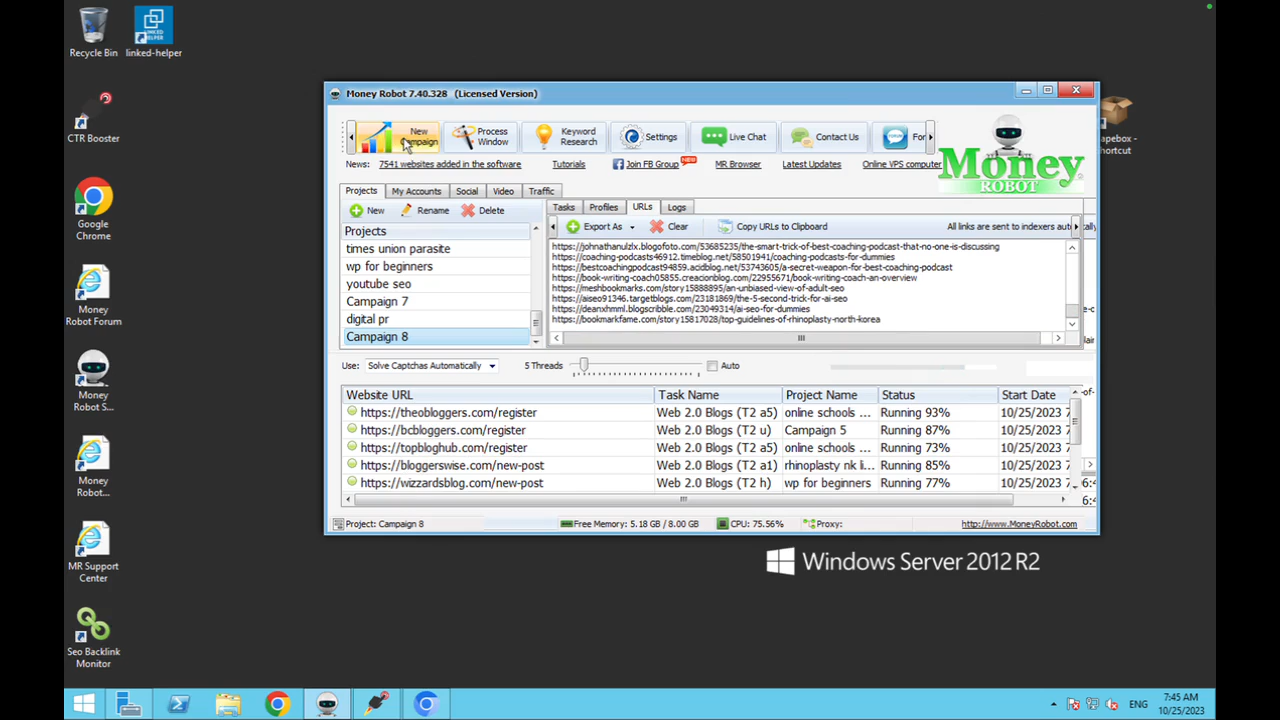 Recycle Bin
linked-helper
CTR Booster
Google
Chrome
Money
Robot Forum
Money
Robot S...
Money
Robot...
MR Support
Center
Seo Backlink
Monitor
Money Robot 7.40.328 (Licensed Version)
New
Campaign
Process
Window
Keyword
Research
Settings
Live Chat
Contact Us
For
News:
7541 websites added in the software
Tutorials
Join FB Group
NEW
MR Browser
Latest Updates
Online VPS computer
Money
ROBOT
Projects
My Accounts
Social
Video
Traffic
New
Rename
Delete
Projects
times union parasite
wp for beginners
youtube seo
Campaign 7
digital pr
Campaign 8
Tasks
Profiles
URLs
Logs
Export As
Clear
Copy URLs to Clipboard
All links are sent to indexers aut
https://johnathanulzlx.blogofoto.com/53685235/the-smart-trick-of-best-coaching-podcast-that-no-one-is-discussing
https://coaching-podcasts46912.timeblog.net/58501941/coaching-podcasts-for-dummies
https://bestcoachingpodcast94859.acidblog.net/53743605/a-secret-weapon-for-best-coaching-podcast
https://book-writing-coach05855.creacionblog.com/22955671/book-writing-coach-an-overview
https://meshbookmarks.com/story15888895/an-unbiased-view-of-adult-seo
https://aiseo91346.targetblogs.com/23181869/the-5-second-trick-for-ai-seo
https://deanxhmml.blogscribble.com/23049314/ai-seo-for-dummies
https://bookmarkfame.com/story15817028/top-guidelines-of-rhinoplasty-north-korea
Use:
Solve Captchas Automatically
5 Threads
Auto
Website URL Task Name Project Name Status Start Date
https://theobloggers.com/register Web 2.0 Blogs (T2 a5) online schools ... Running 93% 10/25/2023 7
https://bcbloggers.com/register Web 2.0 Blogs (T2 u) Campaign 5 Running 87% 10/25/2023 7
https://topbloghub.com/register Web 2.0 Blogs (T2 a5) online schools ... Running 73% 10/25/2023 7
https://bloggerswise.com/new-post Web 2.0 Blogs (T2 a1) rhinoplasty nk li... Running 85% 10/25/2023 7
https://wizzardsblog.com/new-post Web 2.0 Blogs (T2 h) wp for beginners Running 77% 10/25/2023 7
Project: Campaign 8
Free Memory: 5.18 GB / 8.00 GB
CPU: 75.56%
Proxy:
http://www.MoneyRobot.com
apebox -
hortcut
Windows Server 2012 R2
ENG
7:45 AM
10/25/2023